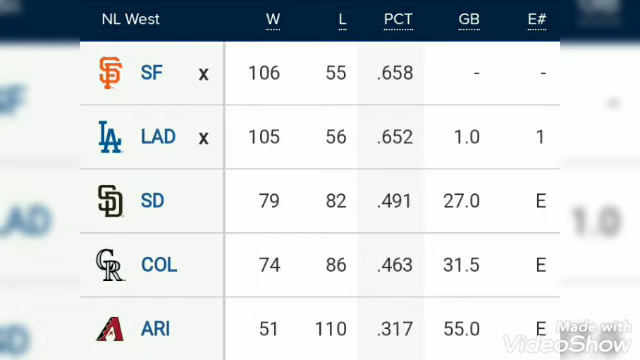 NL West W L PCT GB E#
SF x 106 55 .658 - -
LAD x 105 56 .652 1.0 1
SD 79 82 .491 27.0 E
COL 74 86 .463 31.5 E
ARI 51 110 .317 55.0 E
Made with
VideoShow